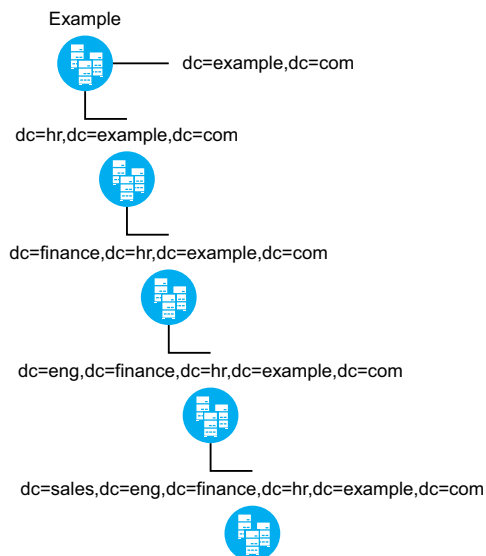 Example
dc=example,dc=com
dc=hr,dc=example,dc=com
dc=finance,dc=hr,dc=example,dc=com
dc=eng,dc=finance,dc=hr,dc=example,dc=com
dc=sales,dc=eng,dc=finance,dc=hr,dc=example,dc=com